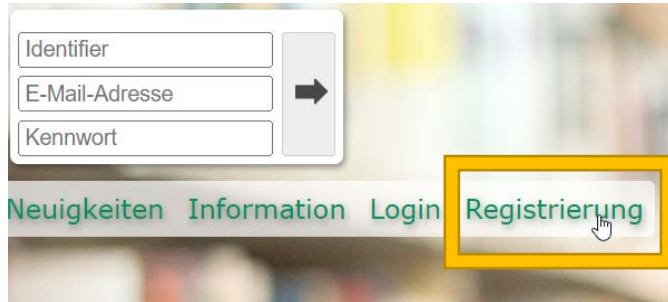 Identifier
E-Mail-Adresse
Kennwort
Neuigkeiten Information Login Registrierung